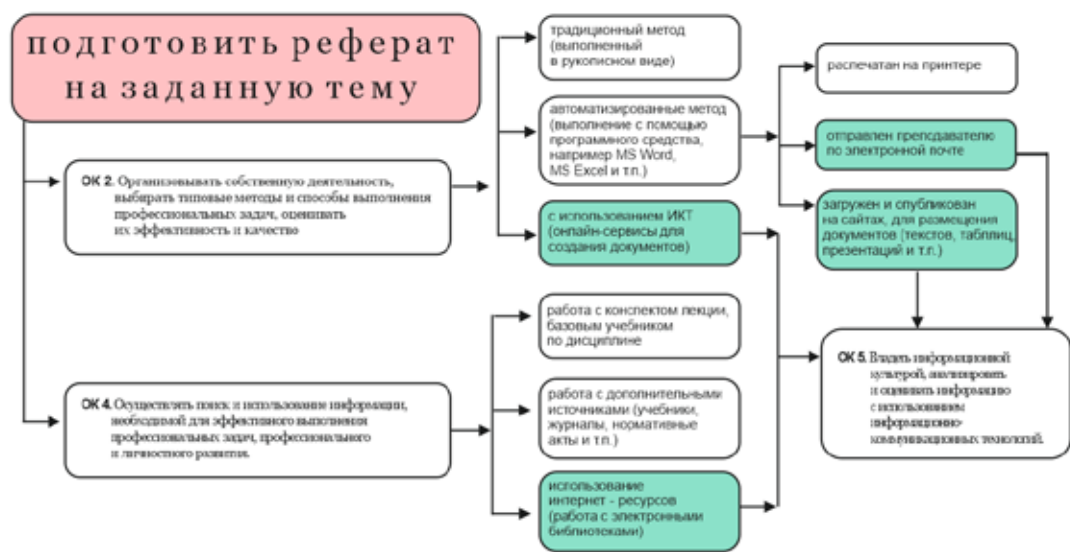 подготовить реферат
на заданную тему
ОК 2. Организовывать собственную деятельность,
выбирать типовые методы и способы выполнения
профессиональных задач, оценивать
их эффективность и качество
ОК 4. Осуществлять поиск и использование информации,
необходимой для эффективного выполнения
профессиональных задач, профессионального
и личностного развития.
традиционный метод
(выполненный
в рукописном виде)
автоматизированные метод
(выполнение с помощью
программного средства,
например MS Word,
MS Excel и т.п.)
с использованием ИКТ
(онлайн-сервисы для
создания документов)
работа с конспектом лекции,
базовым учебником
по дисциплине
работа с дополнительными
источниками (учебники,
журналы, нормативные
акты и т.п.)
использование
интернет - ресурсов
(работа с электронными
библиотеками)
распечатан на принтере
отправлен преподавателю
по электронной почте
загружен и опубликован
на сайтах, для размещения
документов (текстов, табллиц,
презентаций и т.п.)
ОК 5. Владеть информационной
культурой, анализировать
и оценивать информацию
с использованием
информационно-
коммуникационных технологий.